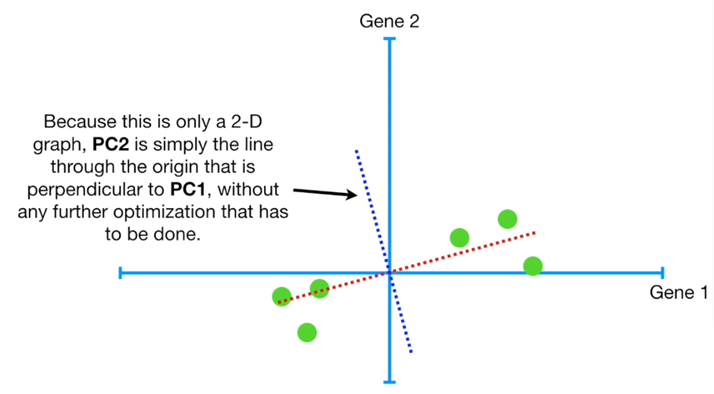 Gene 2
Because this is only a 2-D
graph, PC2 is simply the line
through the origin that is
perpendicular to PC1, without
any further optimization that has
to be done.
Gene 1